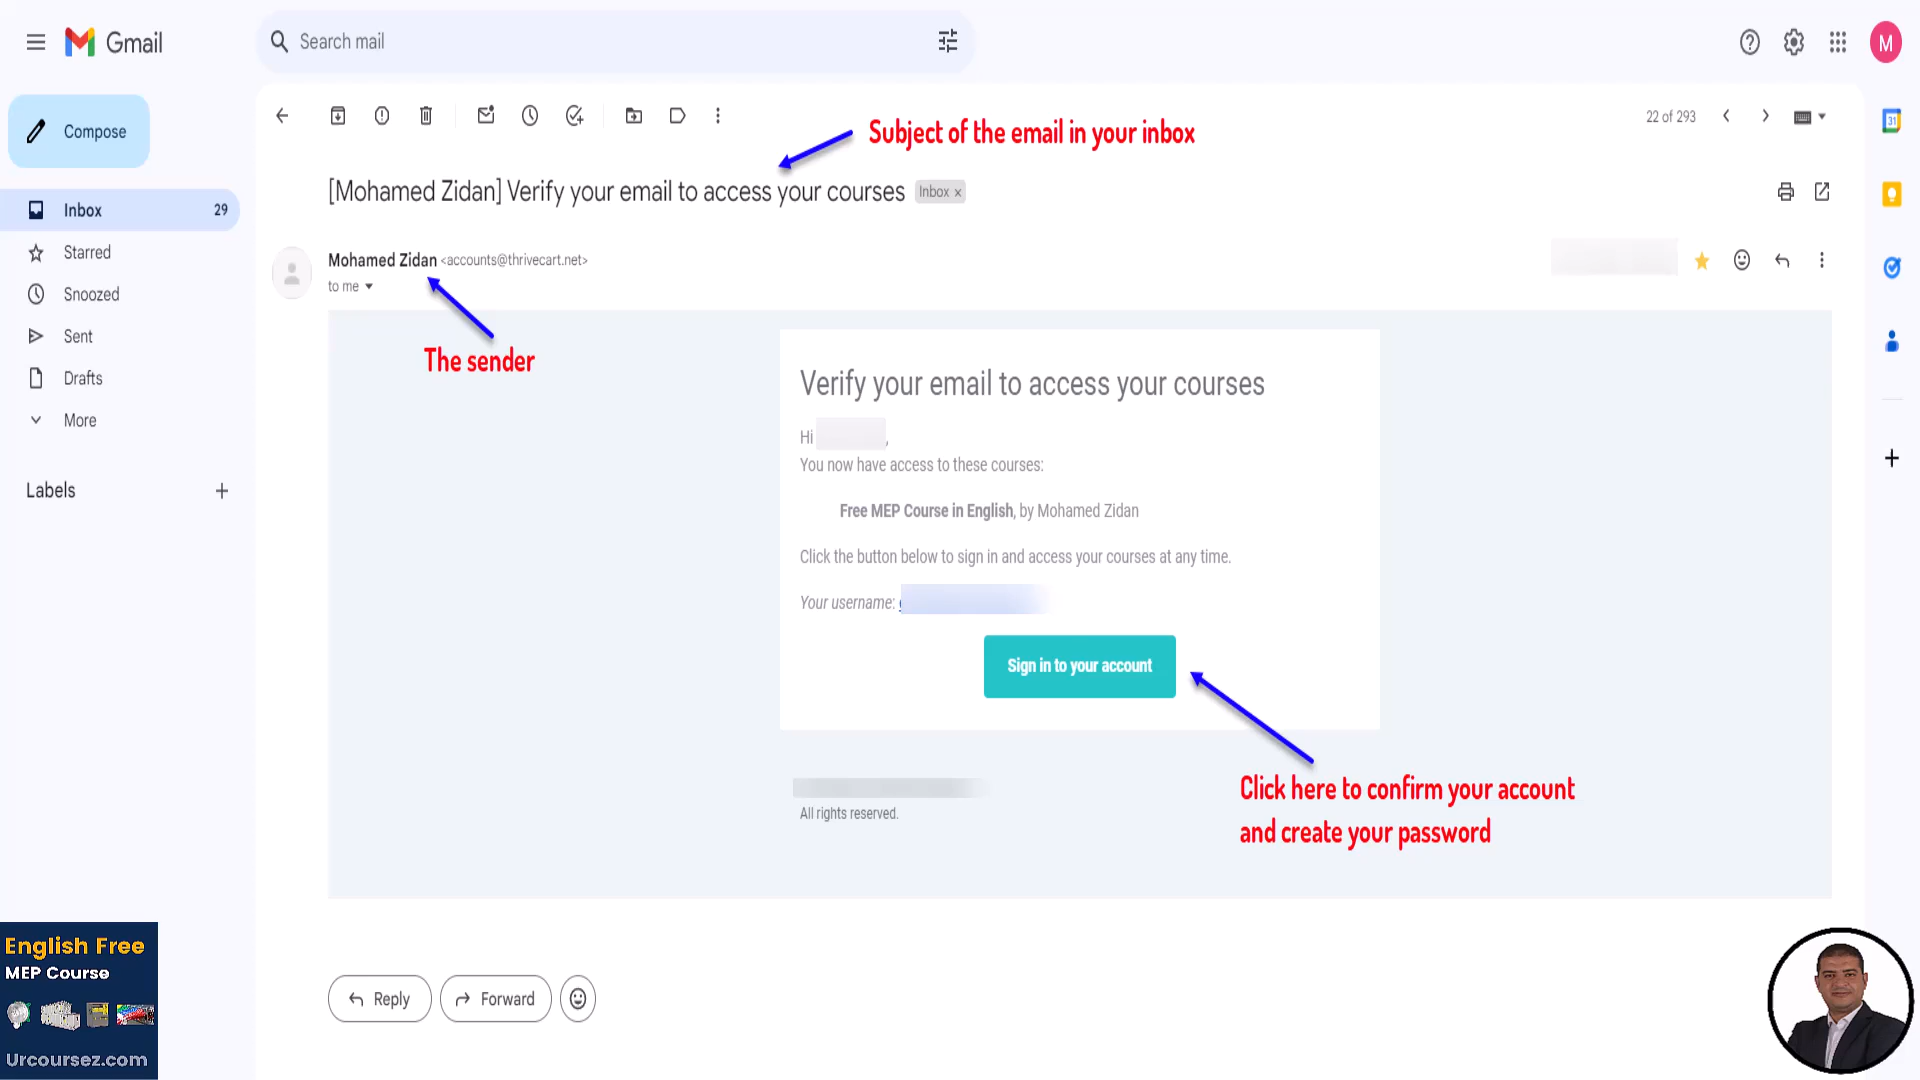 Gmail
Search mail
M
Compose
22 of 293
31
Subject of the email in your inbox
[Mohamed Zidan] Verify your email to access your courses
Inbox x
Inbox 29
Starred
Snoozed
Sent
Drafts
More
Labels
Mohamed Zidan <accounts@thrivecart.net>
to me
The sender
Verify your email to access your courses
Hi ,
You now have access to these courses:
Free MEP Course in English, by Mohamed Zidan
Click the button below to sign in and access your courses at any time.
Your username:
Sign in to your account
Click here to confirm your account
and create your password
All rights reserved.
Reply
Forward
English Free
MEP Course
Urcoursez.com